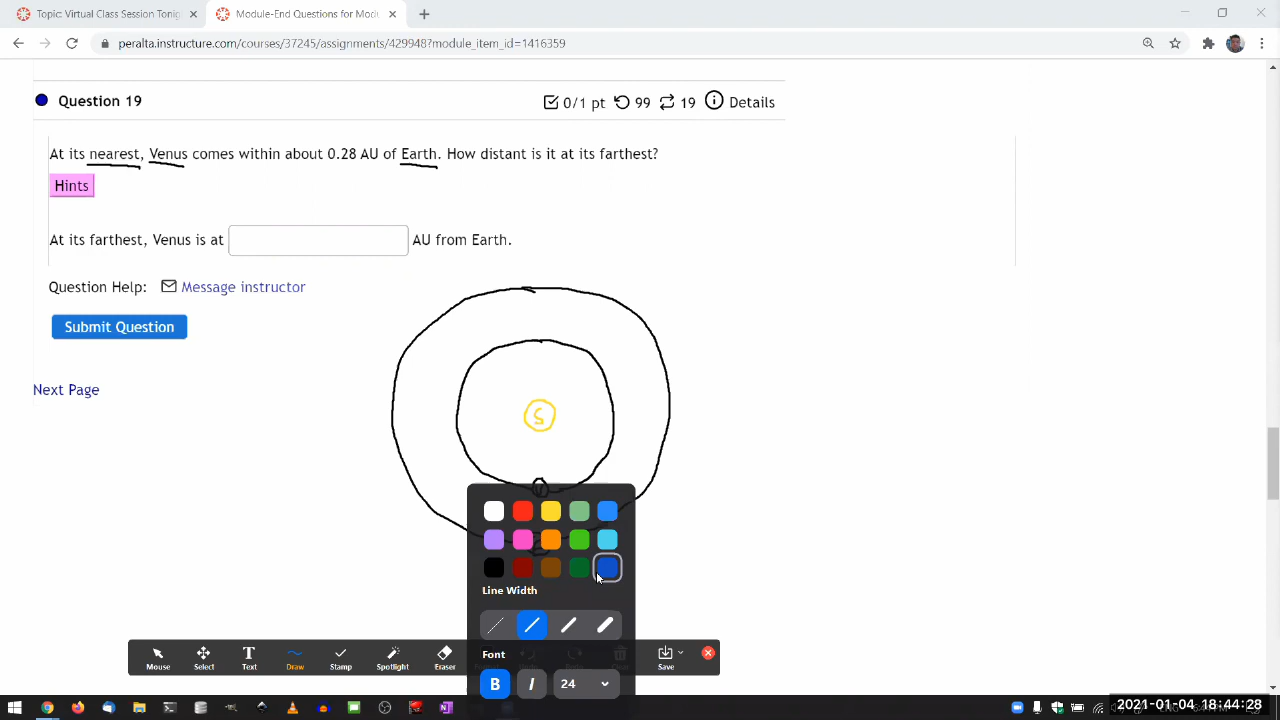 Topic: Virtual Class Session Tonig
Module-End Questions for Modu
peralta.instructure.com/courses/37245/assignments/429948?module_item_id=1416359
Question 19
0/1 pt 99 19 Details
At its nearest, Venus comes within about 0.28 AU of Earth. How distant is it at its farthest?
Hints
At its farthest, Venus is at AU from Earth.
Question Help: Message instructor
Submit Question
Next Page
S
Line Width
Font
B I 24
Mouse Select Text Draw Stamp Spotlight Eraser Save
2021-01-04 18:44:28